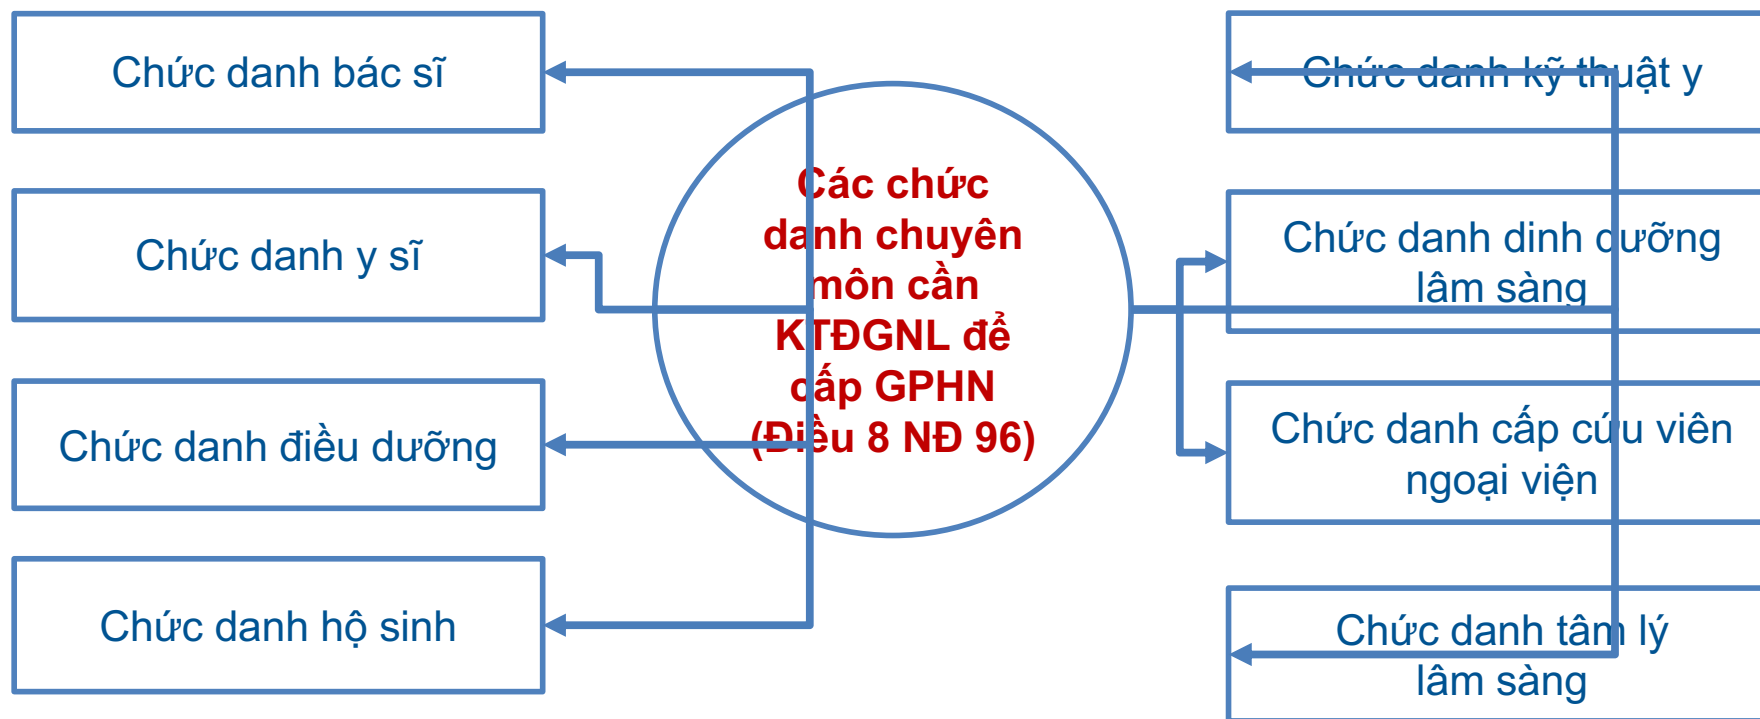 Chức danh bác sĩ
Chức danh y sĩ
Chức danh điều dưỡng
Chức danh hộ sinh
Các chức
danh chuyên
môn cần
KTĐGNL để
cấp GPHN
(Điều 8 NĐ 96)
Chức danh kỹ thuật y
Chức danh dinh dưỡng
lâm sàng
Chức danh cấp cứu viên
ngoại viện
Chức danh tâm lý
lâm sàng